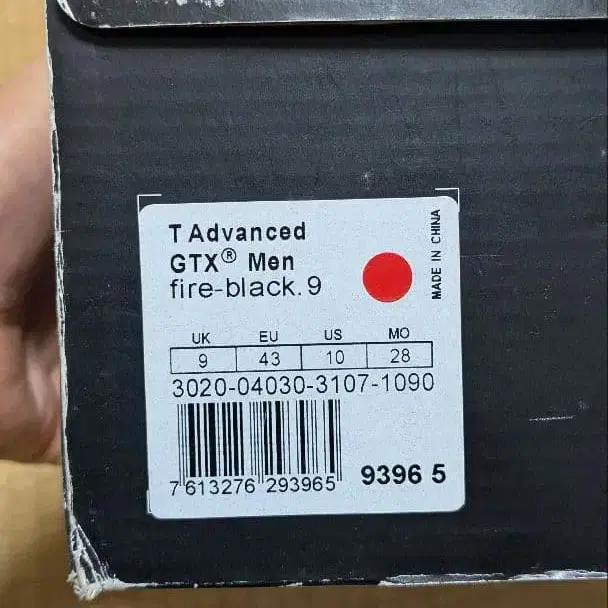 T Advanced
GTX® Men
fire-black.9
MADE IN CHINA
UK EU US MO
9 43 10 28
3020-04030-3107-1090
7 613276 293965
9396 5